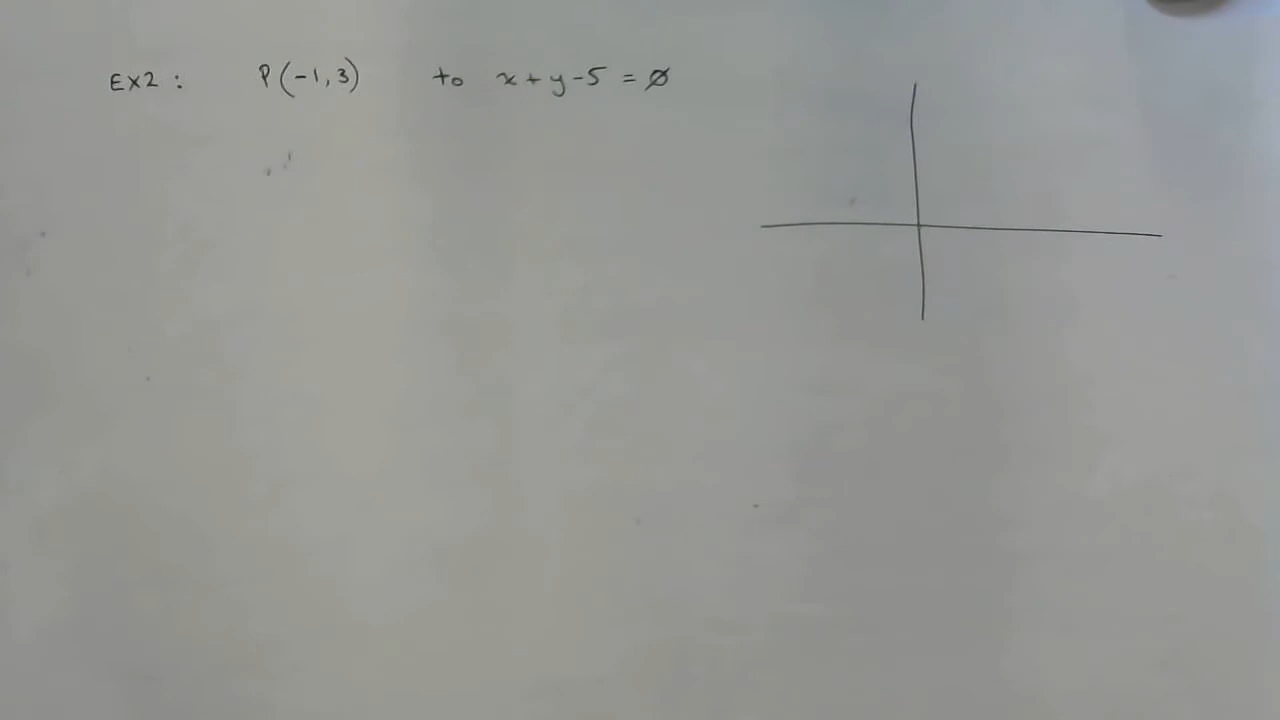 Ex2 : P(-1,3) to x+y-5 = ∅